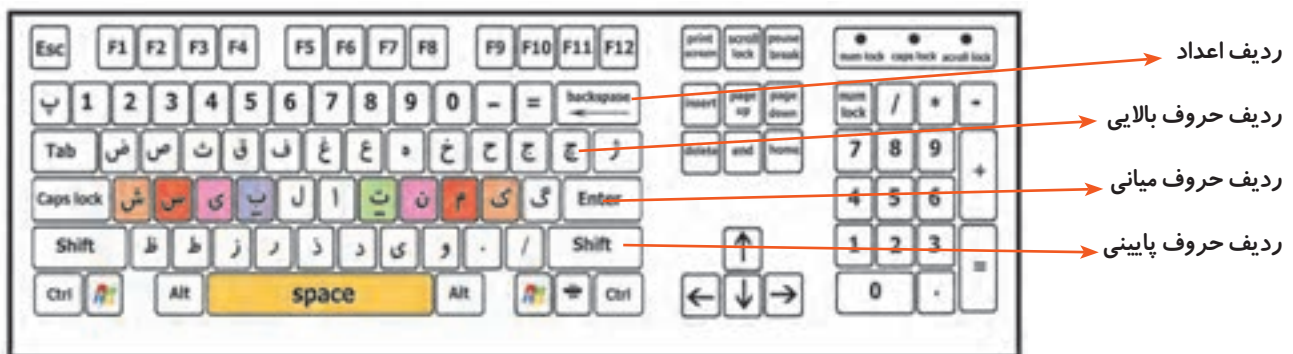 Esc F1 F2 F3 F4 F5 F6 F7 F8 F9 F10 F11 F12 print screen scroll lock pause break num lock caps lock scroll lock
ردیف اعداد
پ 1 2 3 4 5 6 7 8 9 0 - = backspace insert page up page down num lock / * -
ردیف حروف بالایی
Tab ض ص ث ق ف غ ع ه خ ح ج چ ژ delete end home 7 8 9 +
ردیف حروف میانی
Caps lock ش س ی ب ل ا ت ن م ک گ Enter 4 5 6
ردیف حروف پایینی
Shift ظ ط ز ر ذ د ی و . / Shift ↑ 1 2 3 =
Ctrl Alt space Alt Ctrl ← ↓ → 0 .